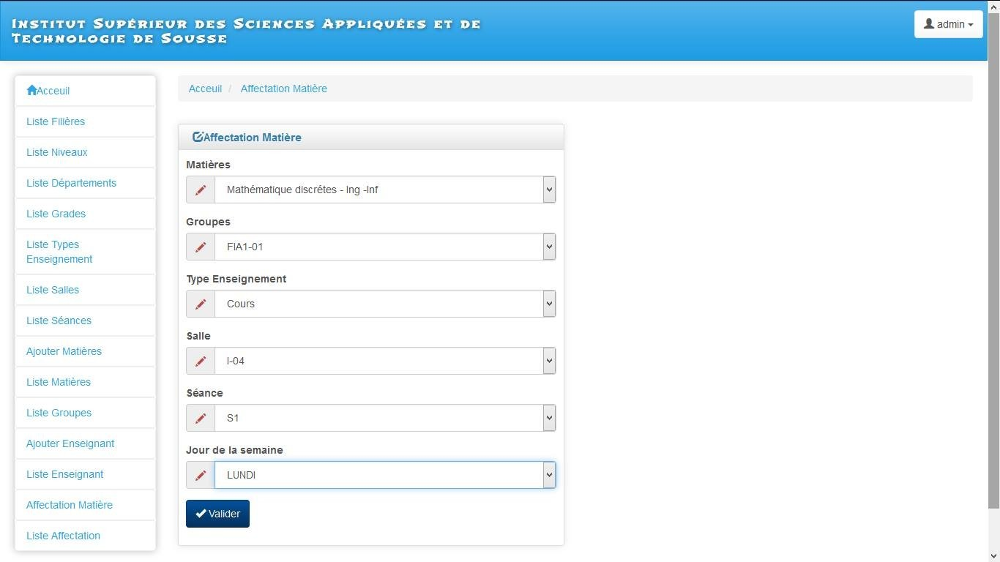 Institut Supérieur des Sciences Appliquées et de
Technologie de Sousse
admin
Acceuil
Liste Filières
Liste Niveaux
Liste Départements
Liste Grades
Liste Types
Enseignement
Liste Salles
Liste Séances
Ajouter Matières
Liste Matières
Liste Groupes
Ajouter Enseignant
Liste Enseignant
Affectation Matière
Liste Affectation
Acceuil / Affectation Matière
Affectation Matière
Matières
Mathématique discrétes - Ing -Inf
Groupes
FIA1-01
Type Enseignement
Cours
Salle
I-04
Séance
S1
Jour de la semaine
LUNDI
Valider